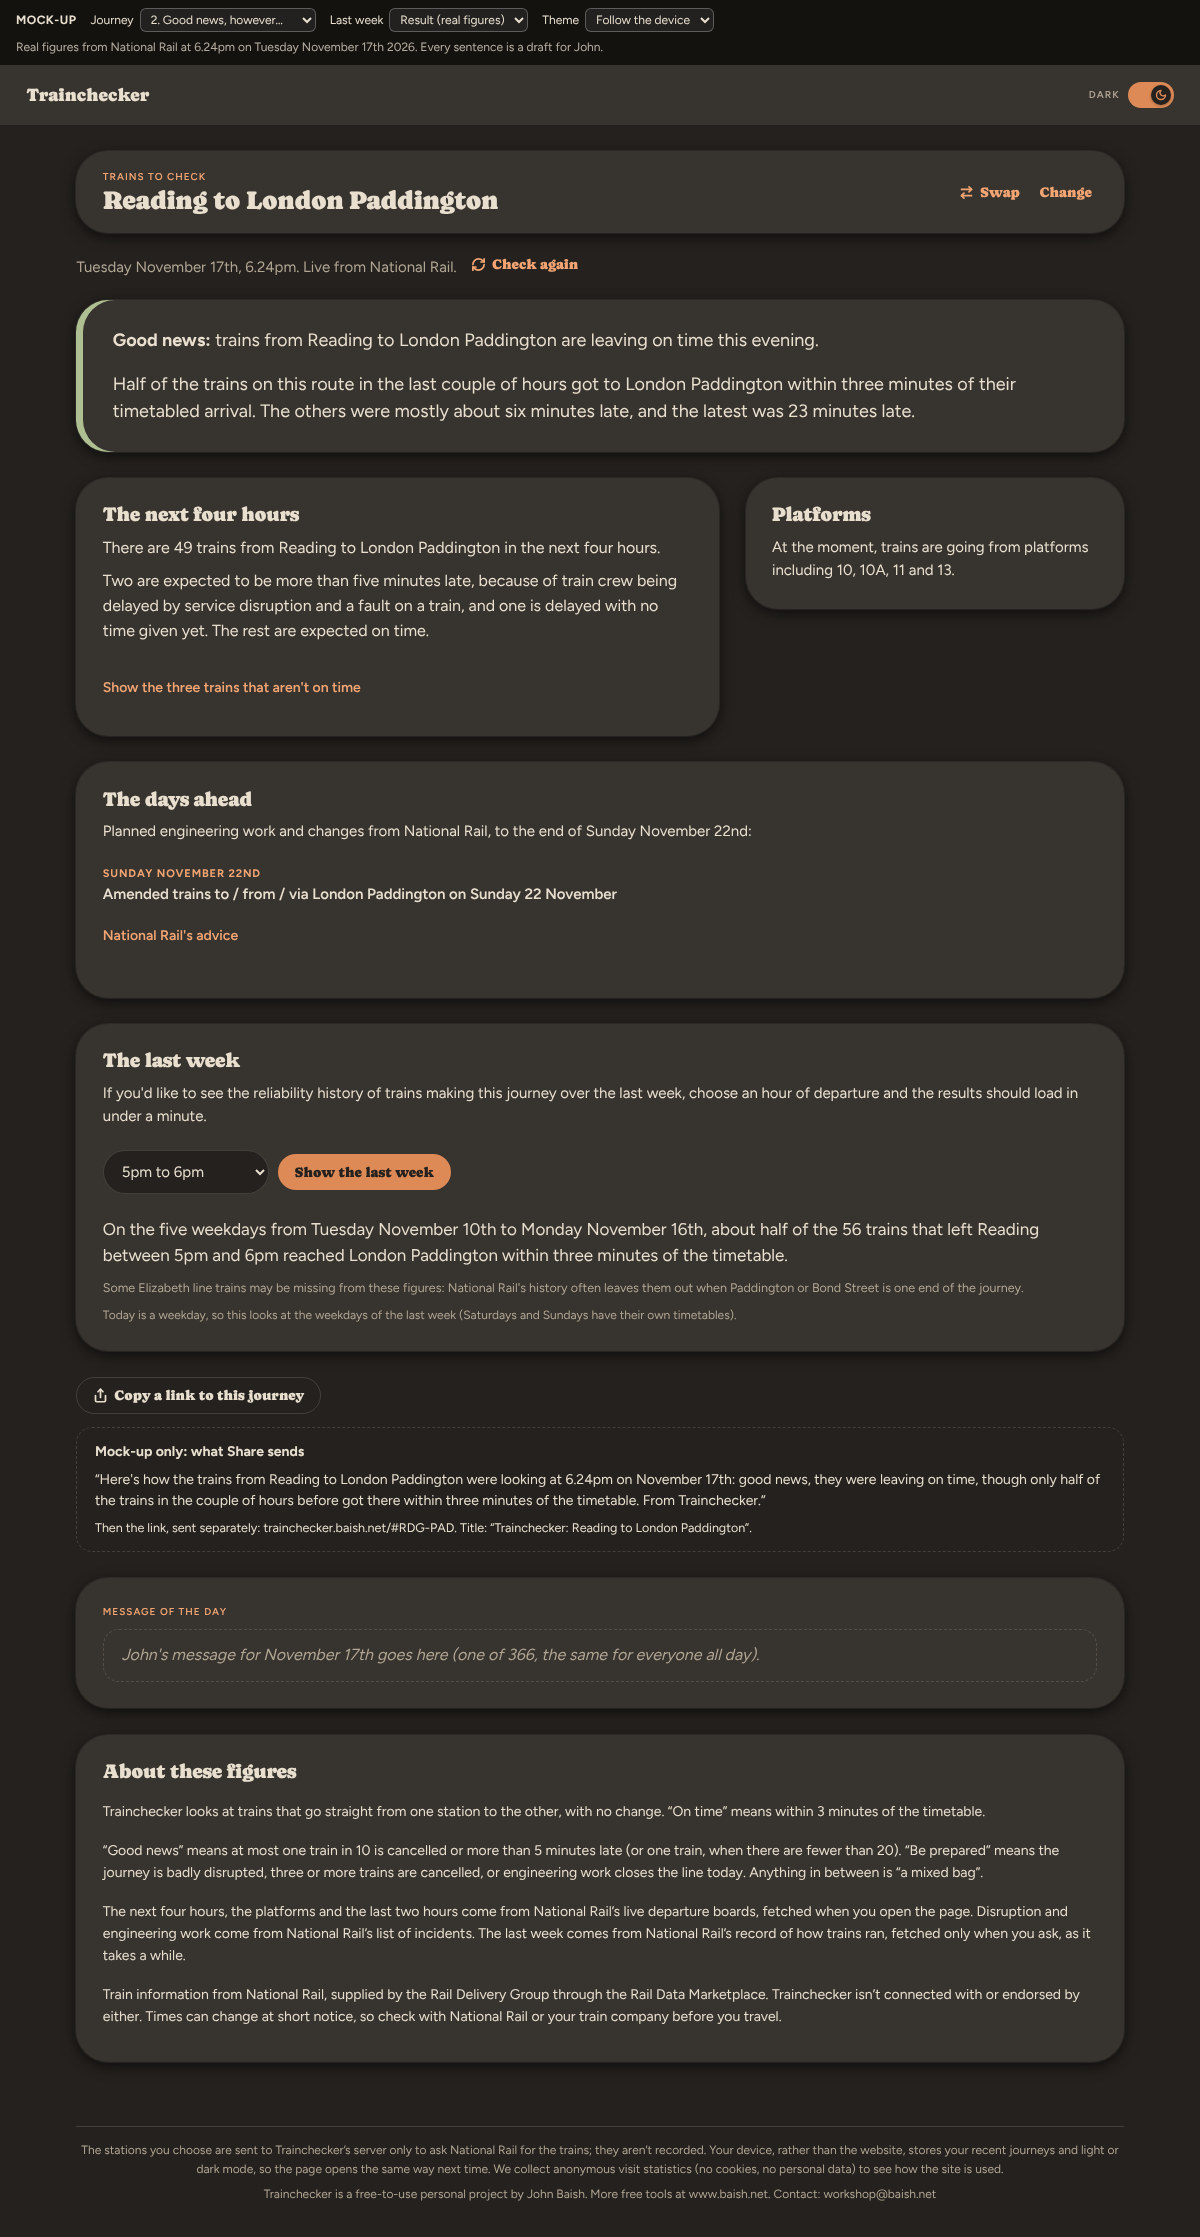 MOCK-UP Journey 2. Good news, however... Last week Result (real figures) Theme Follow the device
Real figures from National Rail at 6.24pm on Tuesday November 17th 2026. Every sentence is a draft for John.
Trainchecker
DARK
TRAINS TO CHECK
Reading to London Paddington
Swap Change
Tuesday November 17th, 6.24pm. Live from National Rail. Check again
Good news: trains from Reading to London Paddington are leaving on time this evening.
Half of the trains on this route in the last couple of hours got to London Paddington within three minutes of their
timetabled arrival. The others were mostly about six minutes late, and the latest was 23 minutes late.
The next four hours
There are 49 trains from Reading to London Paddington in the next four hours.
Two are expected to be more than five minutes late, because of train crew being
delayed by service disruption and a fault on a train, and one is delayed with no
time given yet. The rest are expected on time.
Show the three trains that aren't on time
Platforms
At the moment, trains are going from platforms
including 10, 10A, 11 and 13.
The days ahead
Planned engineering work and changes from National Rail, to the end of Sunday November 22nd:
SUNDAY NOVEMBER 22ND
Amended trains to / from / via London Paddington on Sunday 22 November
National Rail's advice
The last week
If you'd like to see the reliability history of trains making this journey over the last week, choose an hour of departure and the results should load in
under a minute.
5pm to 6pm Show the last week
On the five weekdays from Tuesday November 10th to Monday November 16th, about half of the 56 trains that left Reading
between 5pm and 6pm reached London Paddington within three minutes of the timetable.
Some Elizabeth line trains may be missing from these figures: National Rail's history often leaves them out when Paddington or Bond Street is one end of the journey.
Today is a weekday, so this looks at the weekdays of the last week (Saturdays and Sundays have their own timetables).
Copy a link to this journey
Mock-up only: what Share sends
“Here's how the trains from Reading to London Paddington were looking at 6.24pm on November 17th: good news, they were leaving on time, though only half of
the trains in the couple of hours before got there within three minutes of the timetable. From Trainchecker.”
Then the link, sent separately: trainchecker.baish.net/#RDG-PAD. Title: “Trainchecker: Reading to London Paddington”.
MESSAGE OF THE DAY
John's message for November 17th goes here (one of 366, the same for everyone all day).
About these figures
Trainchecker looks at trains that go straight from one station to the other, with no change. “On time” means within 3 minutes of the timetable.
“Good news” means at most one train in 10 is cancelled or more than 5 minutes late (or one train, when there are fewer than 20). “Be prepared” means the
journey is badly disrupted, three or more trains are cancelled, or engineering work closes the line today. Anything in between is “a mixed bag”.
The next four hours, the platforms and the last two hours come from National Rail’s live departure boards, fetched when you open the page. Disruption and
engineering work come from National Rail’s list of incidents. The last week comes from National Rail’s record of how trains ran, fetched only when you ask, as it
takes a while.
Train information from National Rail, supplied by the Rail Delivery Group through the Rail Data Marketplace. Trainchecker isn’t connected with or endorsed by
either. Times can change at short notice, so check with National Rail or your train company before you travel.
The stations you choose are sent to Trainchecker’s server only to ask National Rail for the trains; they aren’t recorded. Your device, rather than the website, stores your recent journeys and light or
dark mode, so the page opens the same way next time. We collect anonymous visit statistics (no cookies, no personal data) to see how the site is used.
Trainchecker is a free-to-use personal project by John Baish. More free tools at www.baish.net. Contact: workshop@baish.net